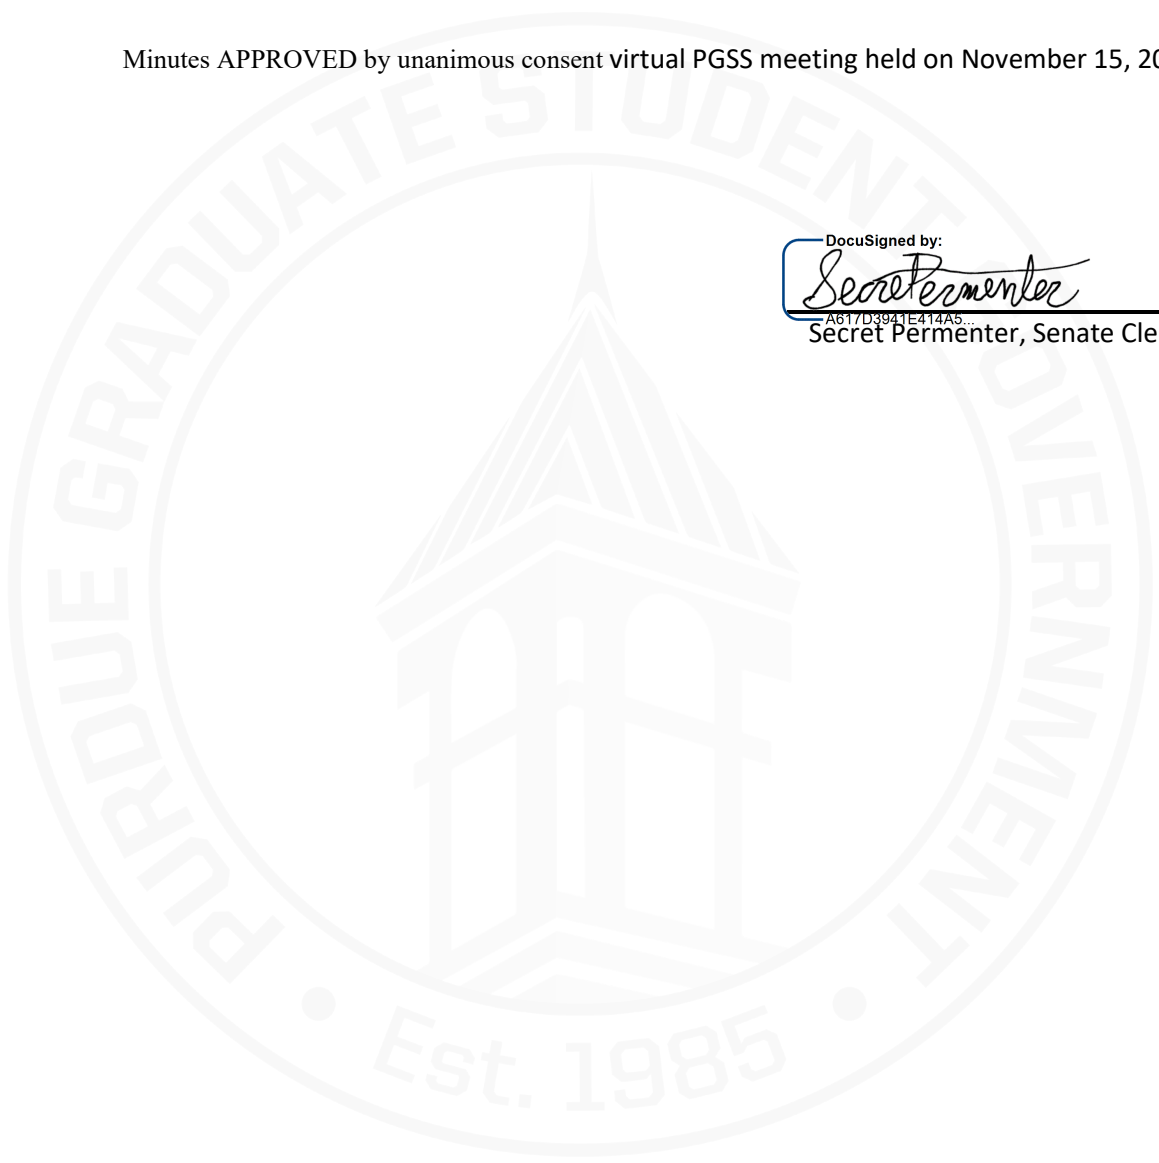 Minutes APPROVED by unanimous consent virtual PGSS meeting held on November 15, 20
DocuSigned by:
Secret Permenter
A617D3941E414A5...
Secret Permenter, Senate Cle
PURDUE GRADUATE STUDENT GOVERNMENT
Est. 1985